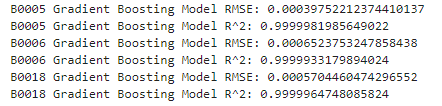 B0005 Gradient Boosting Model RMSE: 0.00039752212374410137
B0005 Gradient Boosting Model R^2: 0.9999981985649022
B0006 Gradient Boosting Model RMSE: 0.0006523753247858438
B0006 Gradient Boosting Model R^2: 0.9999933179894024
B0018 Gradient Boosting Model RMSE: 0.0005704460474296552
B0018 Gradient Boosting Model R^2: 0.9999964748085824